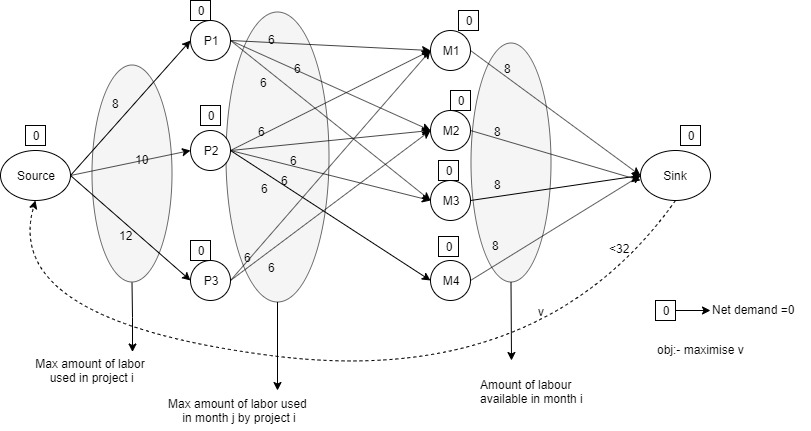 0
0
P1
M1
6
6
8
6
8
0
0
0
0
P2
M2
8
0
Source
10
6
6
6
6
0
M3
8
Sink
12
0
P3
6
6
0
M4
8
<32
v
0
Net demand =0
obj:- maximise v
Max amount of labor
used in project i
Max amount of labor used
in month j by project i
Amount of labour
available in month i